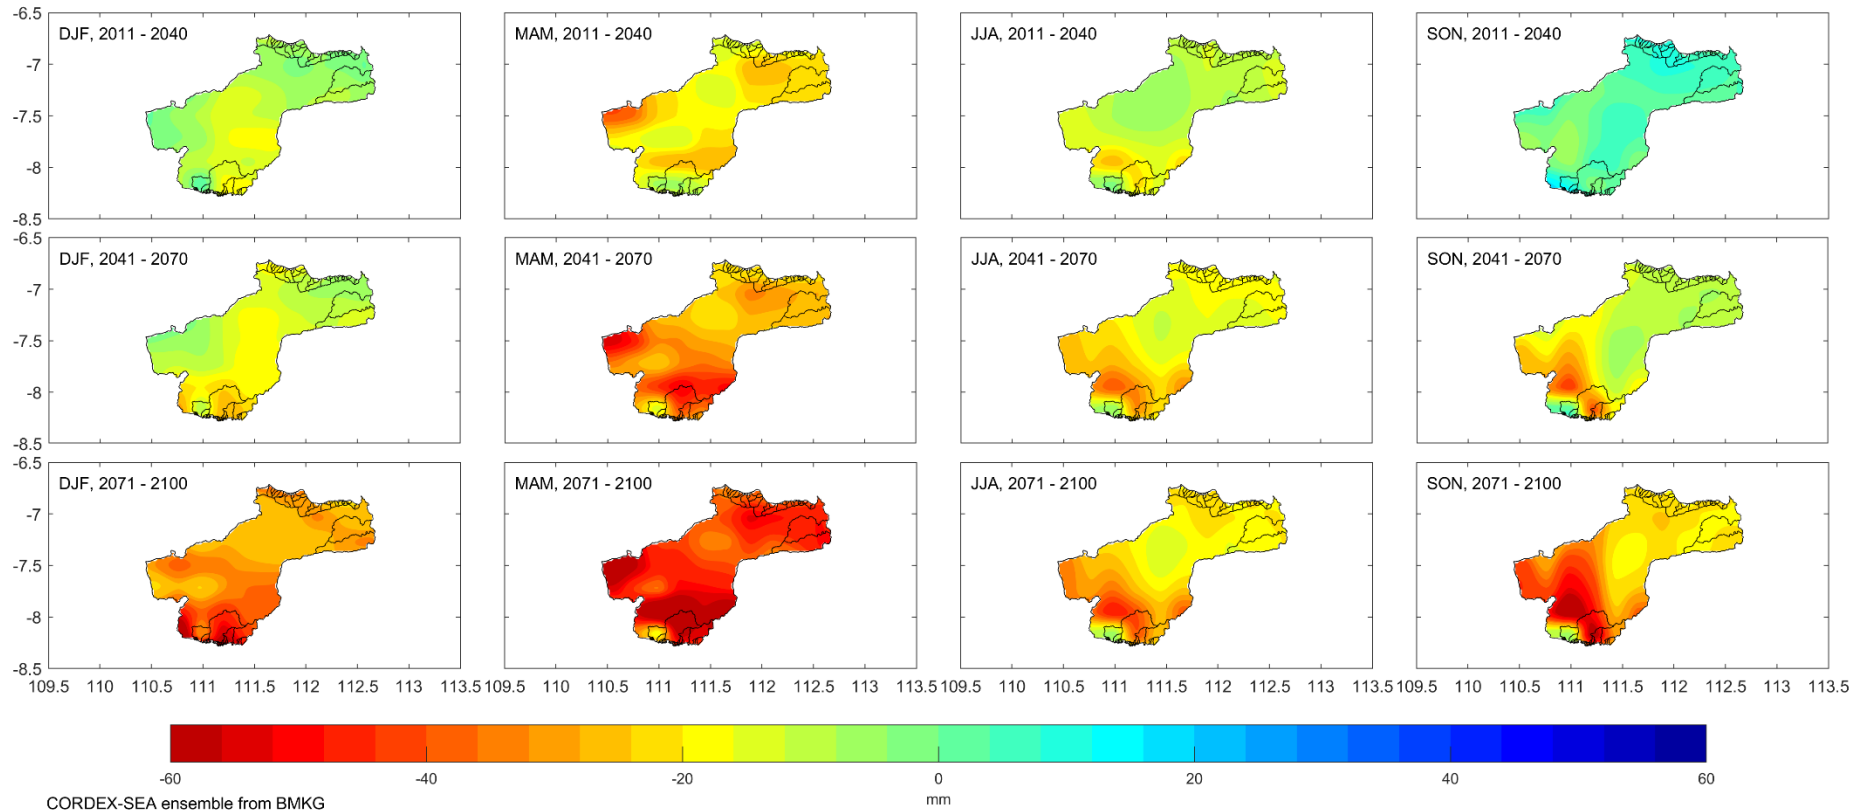 -6.5
DJF, 2011 - 2040 MAM, 2011 - 2040 JJA, 2011 - 2040 SON, 2011 - 2040
-7
-7.5
-8
-8.5
-6.5
DJF, 2041 - 2070 MAM, 2041 - 2070 JJA, 2041 - 2070 SON, 2041 - 2070
-7
-7.5
-8
-8.5
-6.5
DJF, 2071 - 2100 MAM, 2071 - 2100 JJA, 2071 - 2100 SON, 2071 - 2100
-7
-7.5
-8
-8.5
109.5 110 110.5 111 111.5 112 112.5 113 113.5 109.5 110 110.5 111 111.5 112 112.5 113 113.5 109.5 110 110.5 111 111.5 112 112.5 113 113.5 109.5 110 110.5 111 111.5 112 112.5 113 113.5
-60 -40 -20 0 20 40 60
mm
CORDEX-SEA ensemble from BMKG